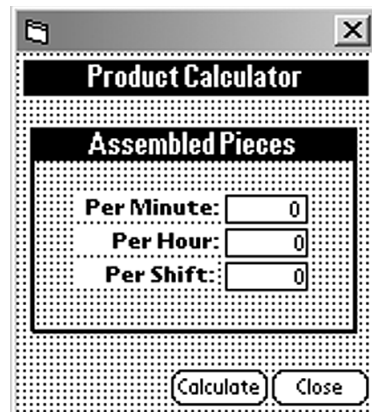 Product Calculator
Assembled Pieces
Per Minute: 0
Per Hour: 0
Per Shift: 0
Calculate Close